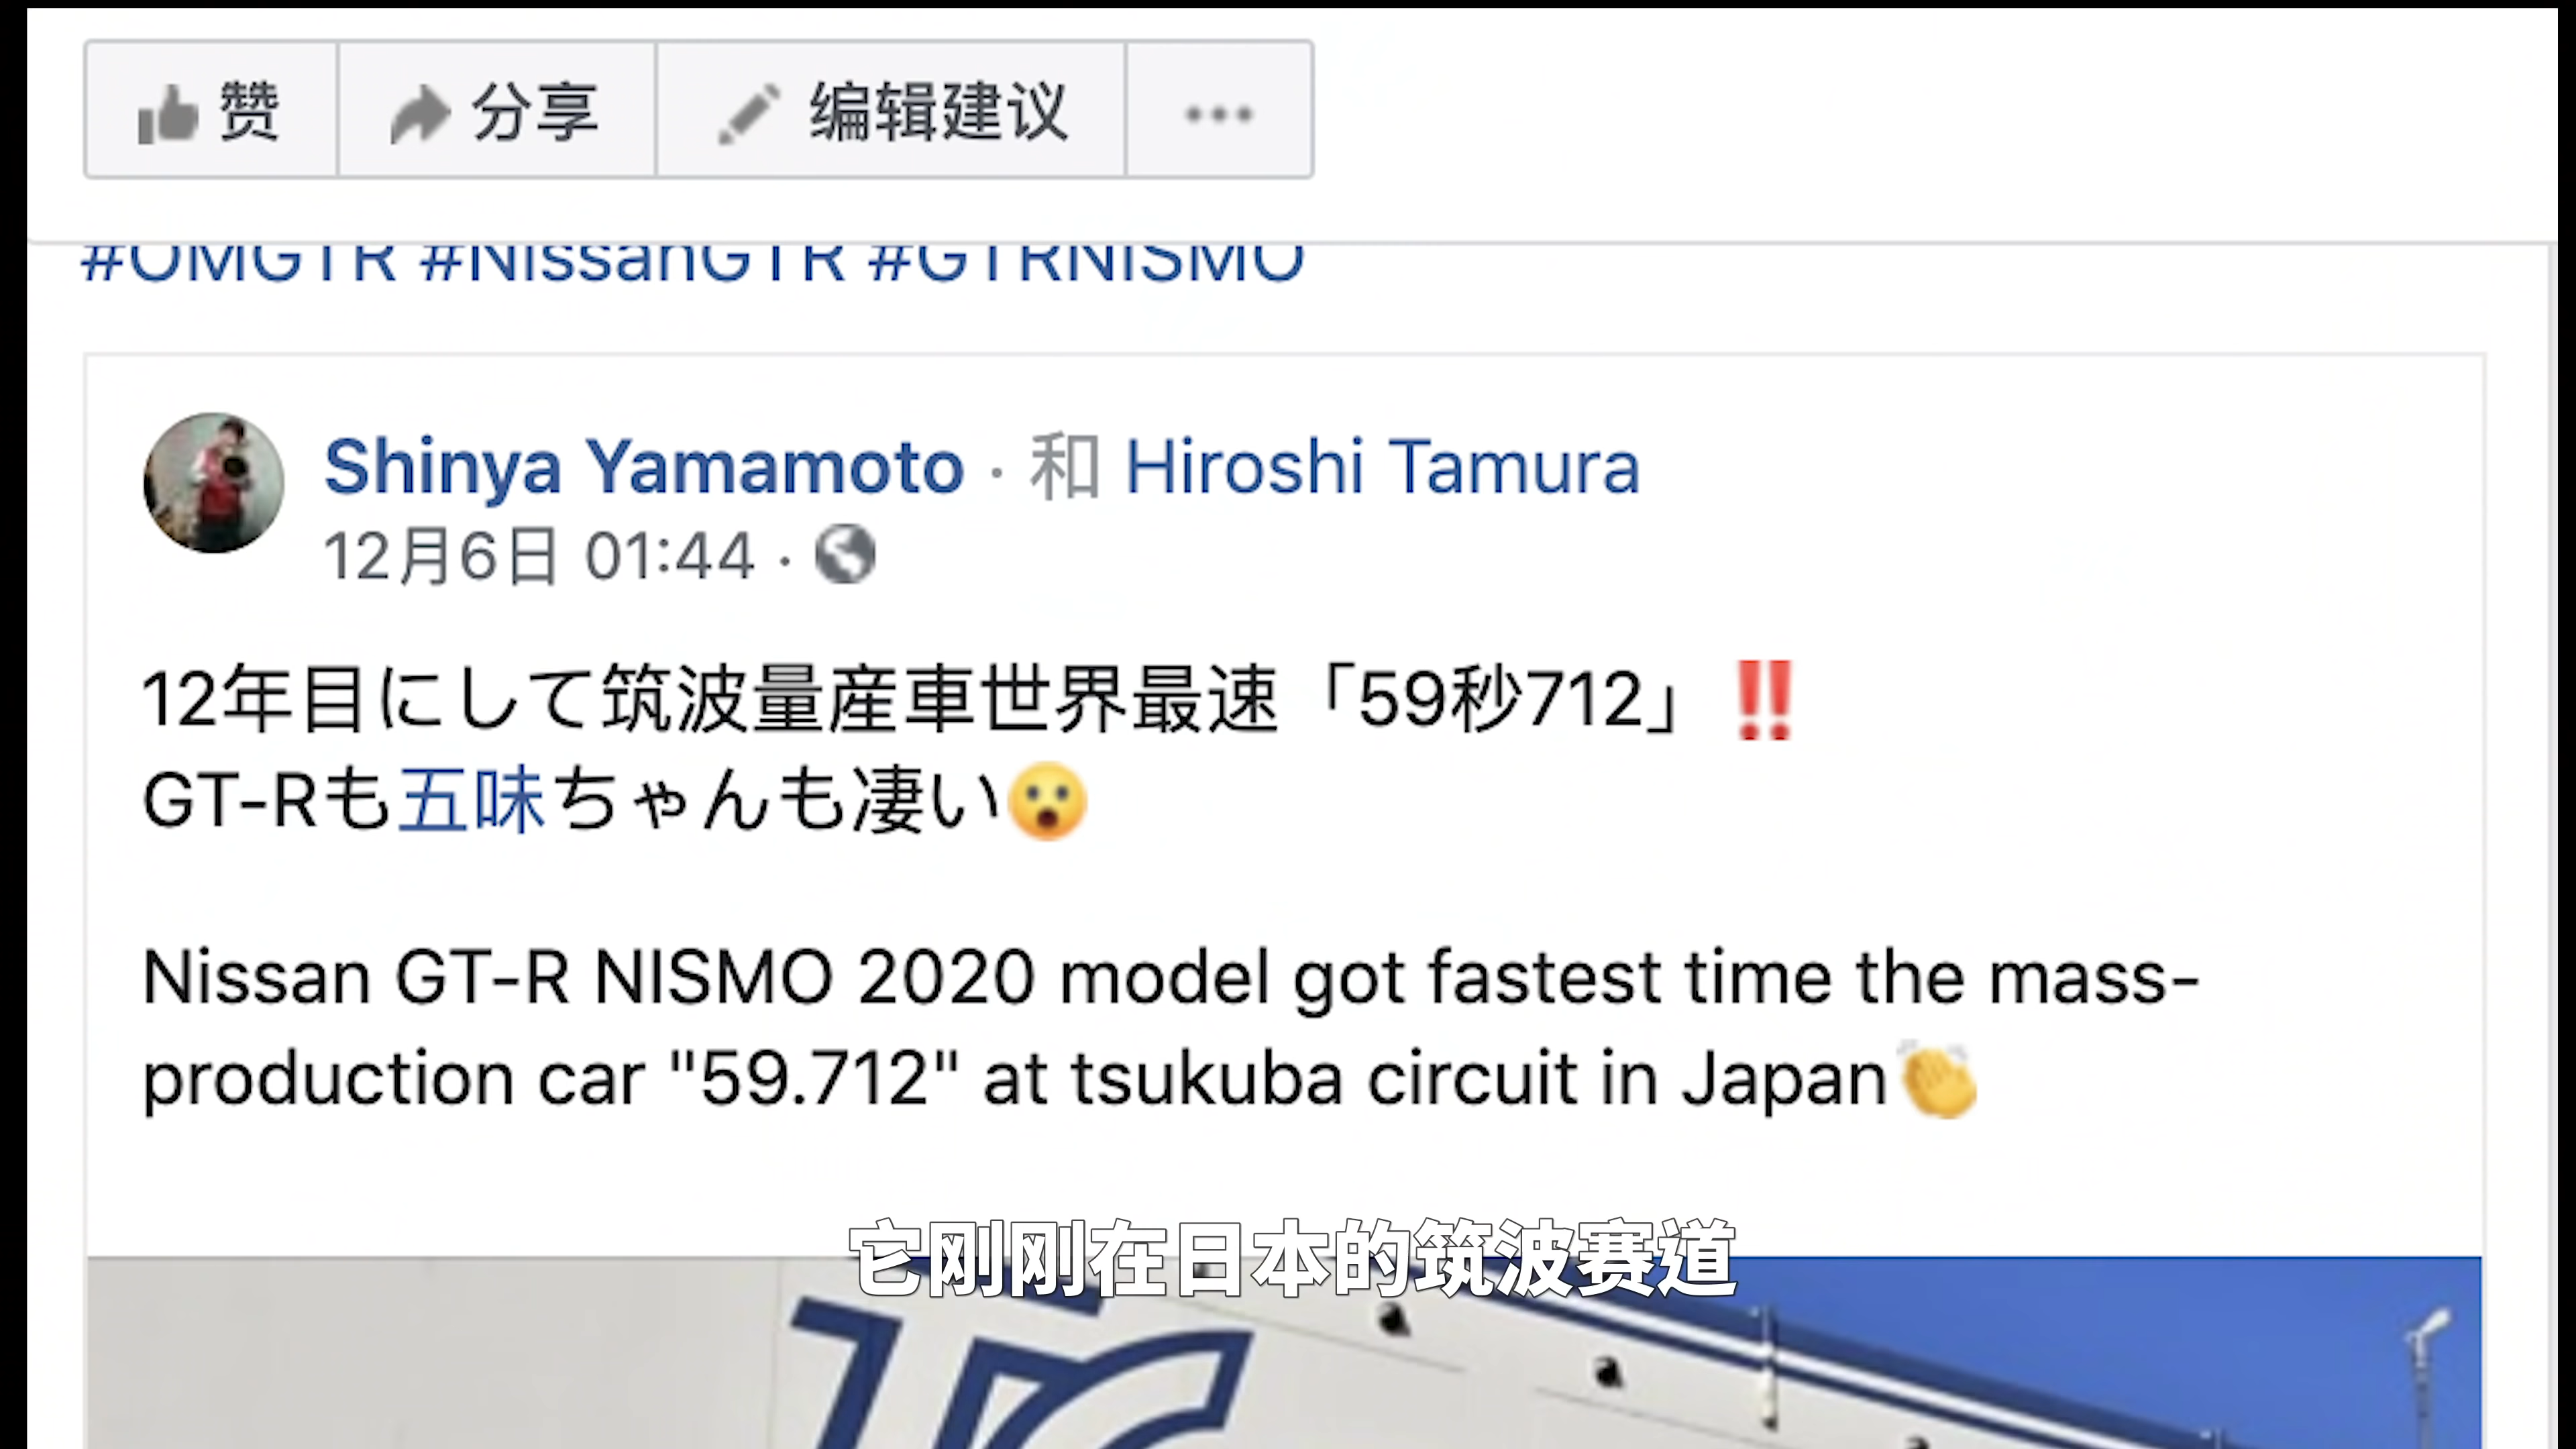 赞 分享 编辑建议 •••
#OMGTR #NissanGTR #GTRNISMO
Shinya Yamamoto · 和 Hiroshi Tamura
12月6日 01:44 ·
12年目にして筑波量産車世界最速「59秒712」‼️
GT-Rも五味ちゃんも凄い😮
Nissan GT-R NISMO 2020 model got fastest time the mass-
production car "59.712" at tsukuba circuit in Japan👏
它刚刚在日本的筑波赛道